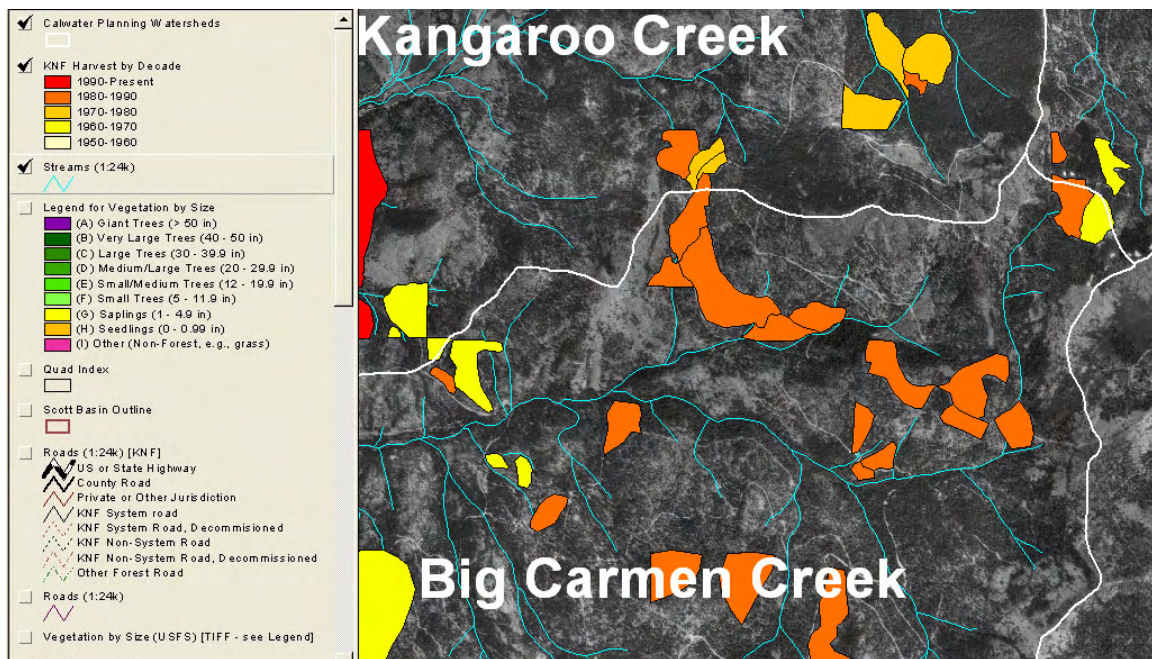 Calwater Planning Watersheds
KNF Harvest by Decade
1990-Present
1980-1990
1970-1980
1960-1970
1950-1960
Streams (1:24k)
Legend for Vegetation by Size
(A) Giant Trees (> 50 in)
(B) Very Large Trees (40 - 50 in)
(C) Large Trees (30 - 39.9 in)
(D) Medium/Large Trees (20 - 29.9 in)
(E) Small/Medium Trees (12 - 19.9 in)
(F) Small Trees (5 - 11.9 in)
(G) Saplings (1 - 4.9 in)
(H) Seedlings (0 - 0.99 in)
(I) Other (Non-Forest, e.g., grass)
Quad Index
Scott Basin Outline
Roads (1:24k) [KNF]
US or State Highway
County Road
Private or Other Jurisdiction
KNF System road
KNF System Road, Decommisioned
KNF Non-System Road
KNF Non-System Road, Decommissioned
Other Forest Road
Roads (1:24k)
Vegetation by Size (USFS) [TIFF - see Legend]
Kangaroo Creek
Big Carmen Creek